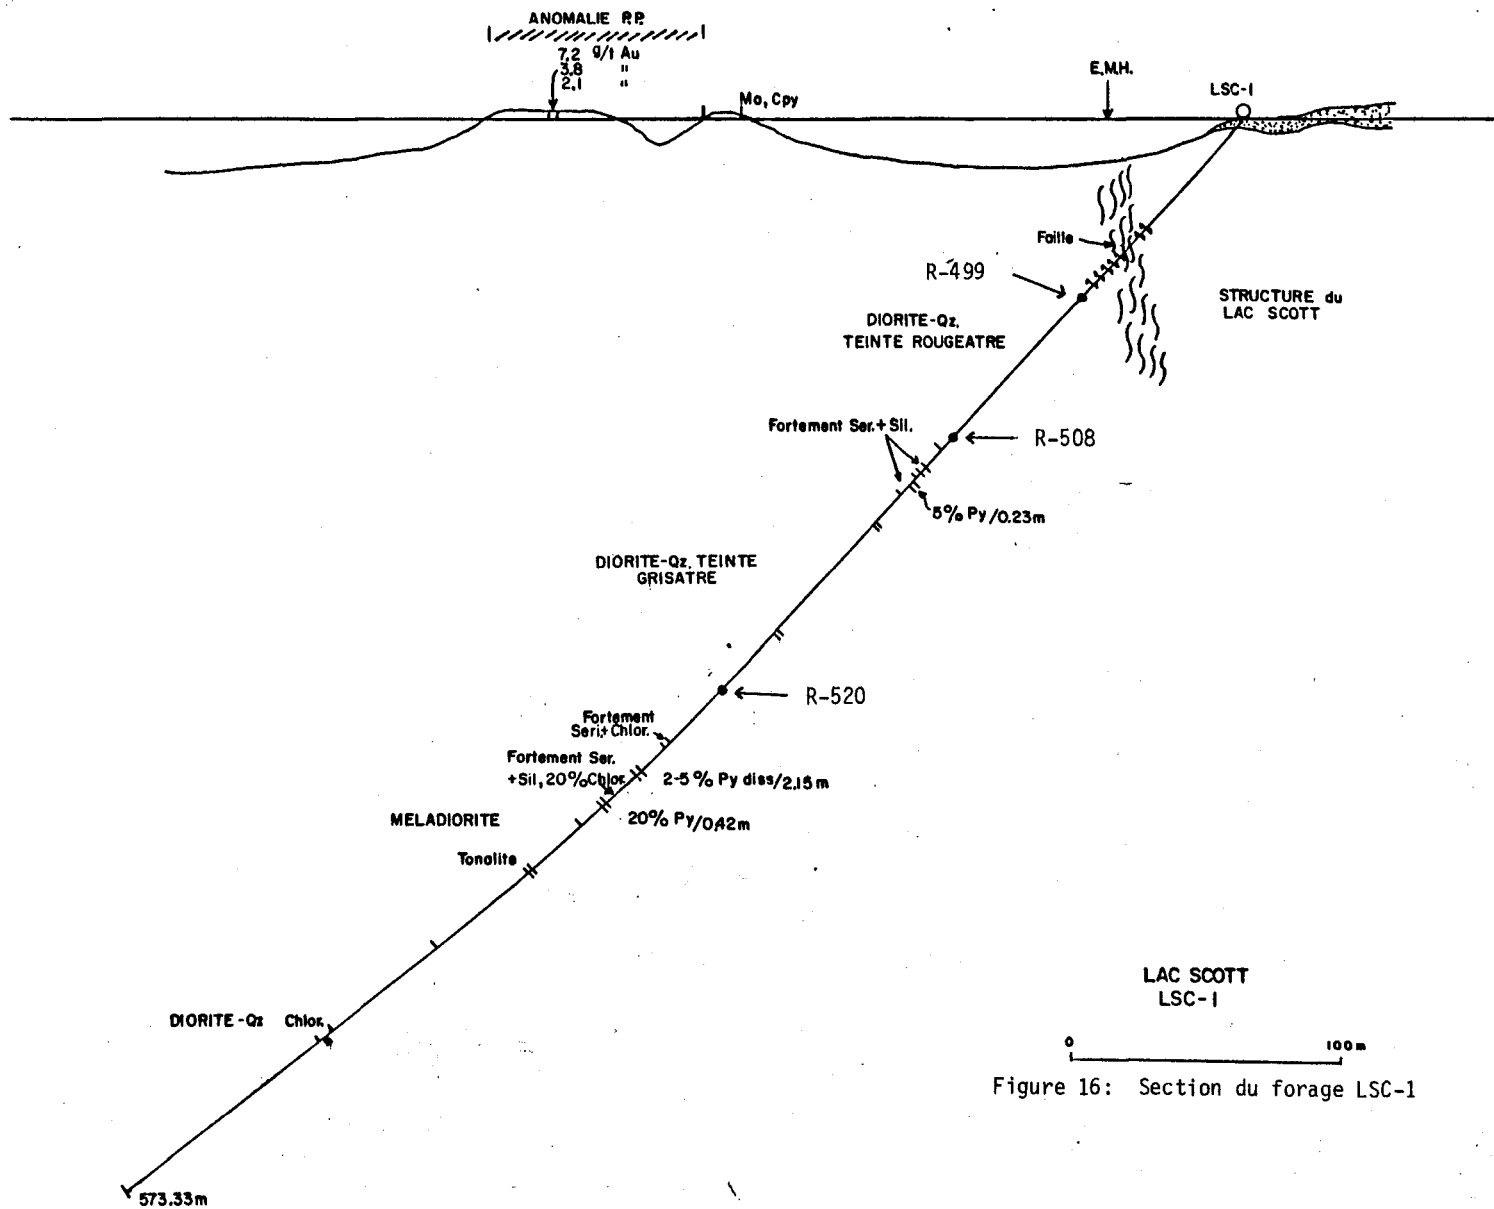 ANOMALIE P.P.
7.2 g/t Au
3.8 "
2.1 "
Mo, Cpy
E.M.H.
LSC-1
Faille
R-499
STRUCTURE du
LAC SCOTT
DIORITE-Qz,
TEINTE ROUGEATRE
Fortement Ser.+Sil.
R-508
5% Py/0.23m
DIORITE-Qz, TEINTE
GRISATRE
R-520
Fortement
Seri+Chlor.
Fortement Ser.
+Sil, 20% Chlor.
2-5% Py diss/2.15m
MELADIORITE
20% Py/0.42m
Tonalite
LAC SCOTT
LSC-1
DIORITE-Qz Chlor.
0 100m
Figure 16: Section du forage LSC-1
573.33m